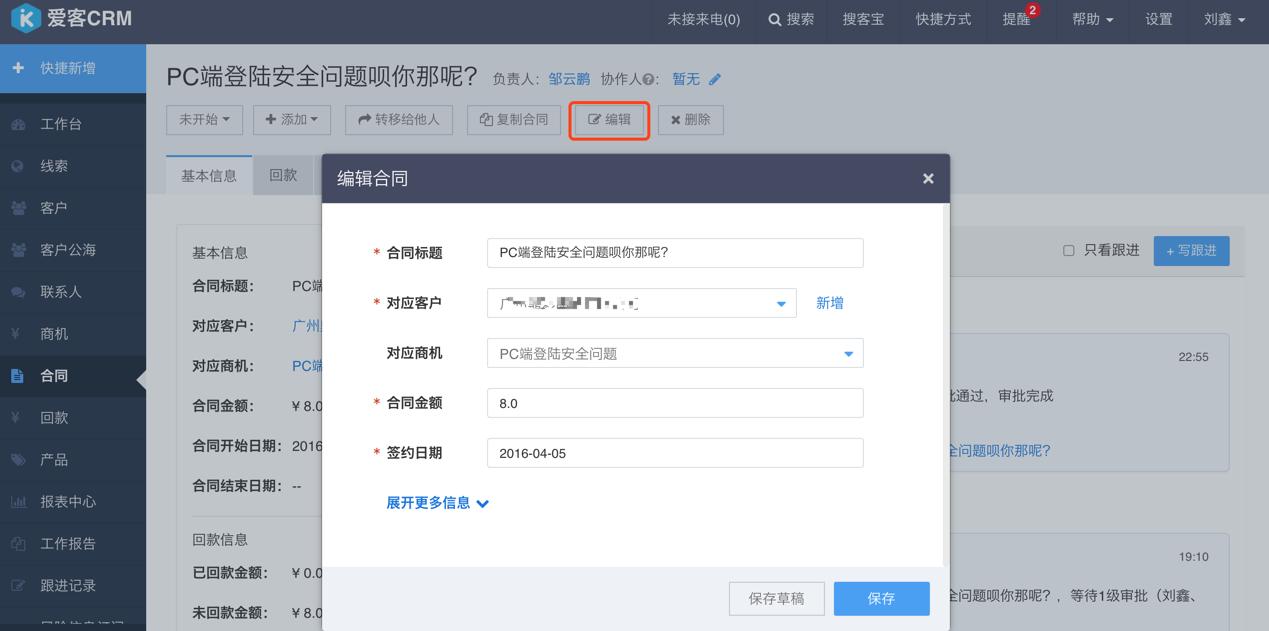 爱客CRM
未接来电(0) 搜索 搜客宝 快捷方式 提醒 2 帮助 设置 刘鑫
快捷新增
工作台
线索
客户
客户公海
联系人
商机
合同
回款
产品
报表中心
工作报告
跟进记录
PC端登陆安全问题呗你那呢? 负责人: 邹云鹏 协作人?: 暂无
未开始 添加 转移给他人 复制合同 编辑 删除
基本信息 回款
基本信息
合同标题: PC端
对应客户: 广州
对应商机: PC端
合同金额: ¥ 8.0
合同开始日期: 2016
合同结束日期: --
回款信息
已回款金额: ¥ 0.0
未回款金额: ¥ 8.0
编辑合同 ×
* 合同标题 PC端登陆安全问题呗你那呢?
* 对应客户 新增
对应商机 PC端登陆安全问题
* 合同金额 8.0
* 签约日期 2016-04-05
展开更多信息
保存草稿 保存
只看跟进 + 写跟进
22:55
批通过，审批完成
全问题呗你那呢?
19:10
全问题呗你那呢? ，等待1级审批（刘鑫、